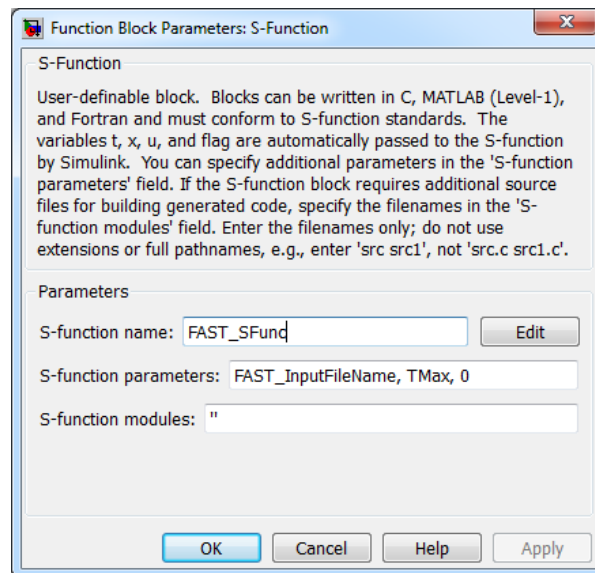 Function Block Parameters: S-Function
S-Function
User-definable block.  Blocks can be written in C, MATLAB (Level-1),
and Fortran and must conform to S-function standards.  The
variables t, x, u, and flag are automatically passed to the S-function
by Simulink.  You can specify additional parameters in the 'S-function
parameters' field. If the S-function block requires additional source
files for building generated code, specify the filenames in the 'S-
function modules' field. Enter the filenames only; do not use
extensions or full pathnames, e.g., enter 'src src1', not 'src.c src1.c'.
Parameters
S-function name: FAST_SFunc Edit
S-function parameters: FAST_InputFileName, TMax, 0
S-function modules: ''
OK Cancel Help Apply